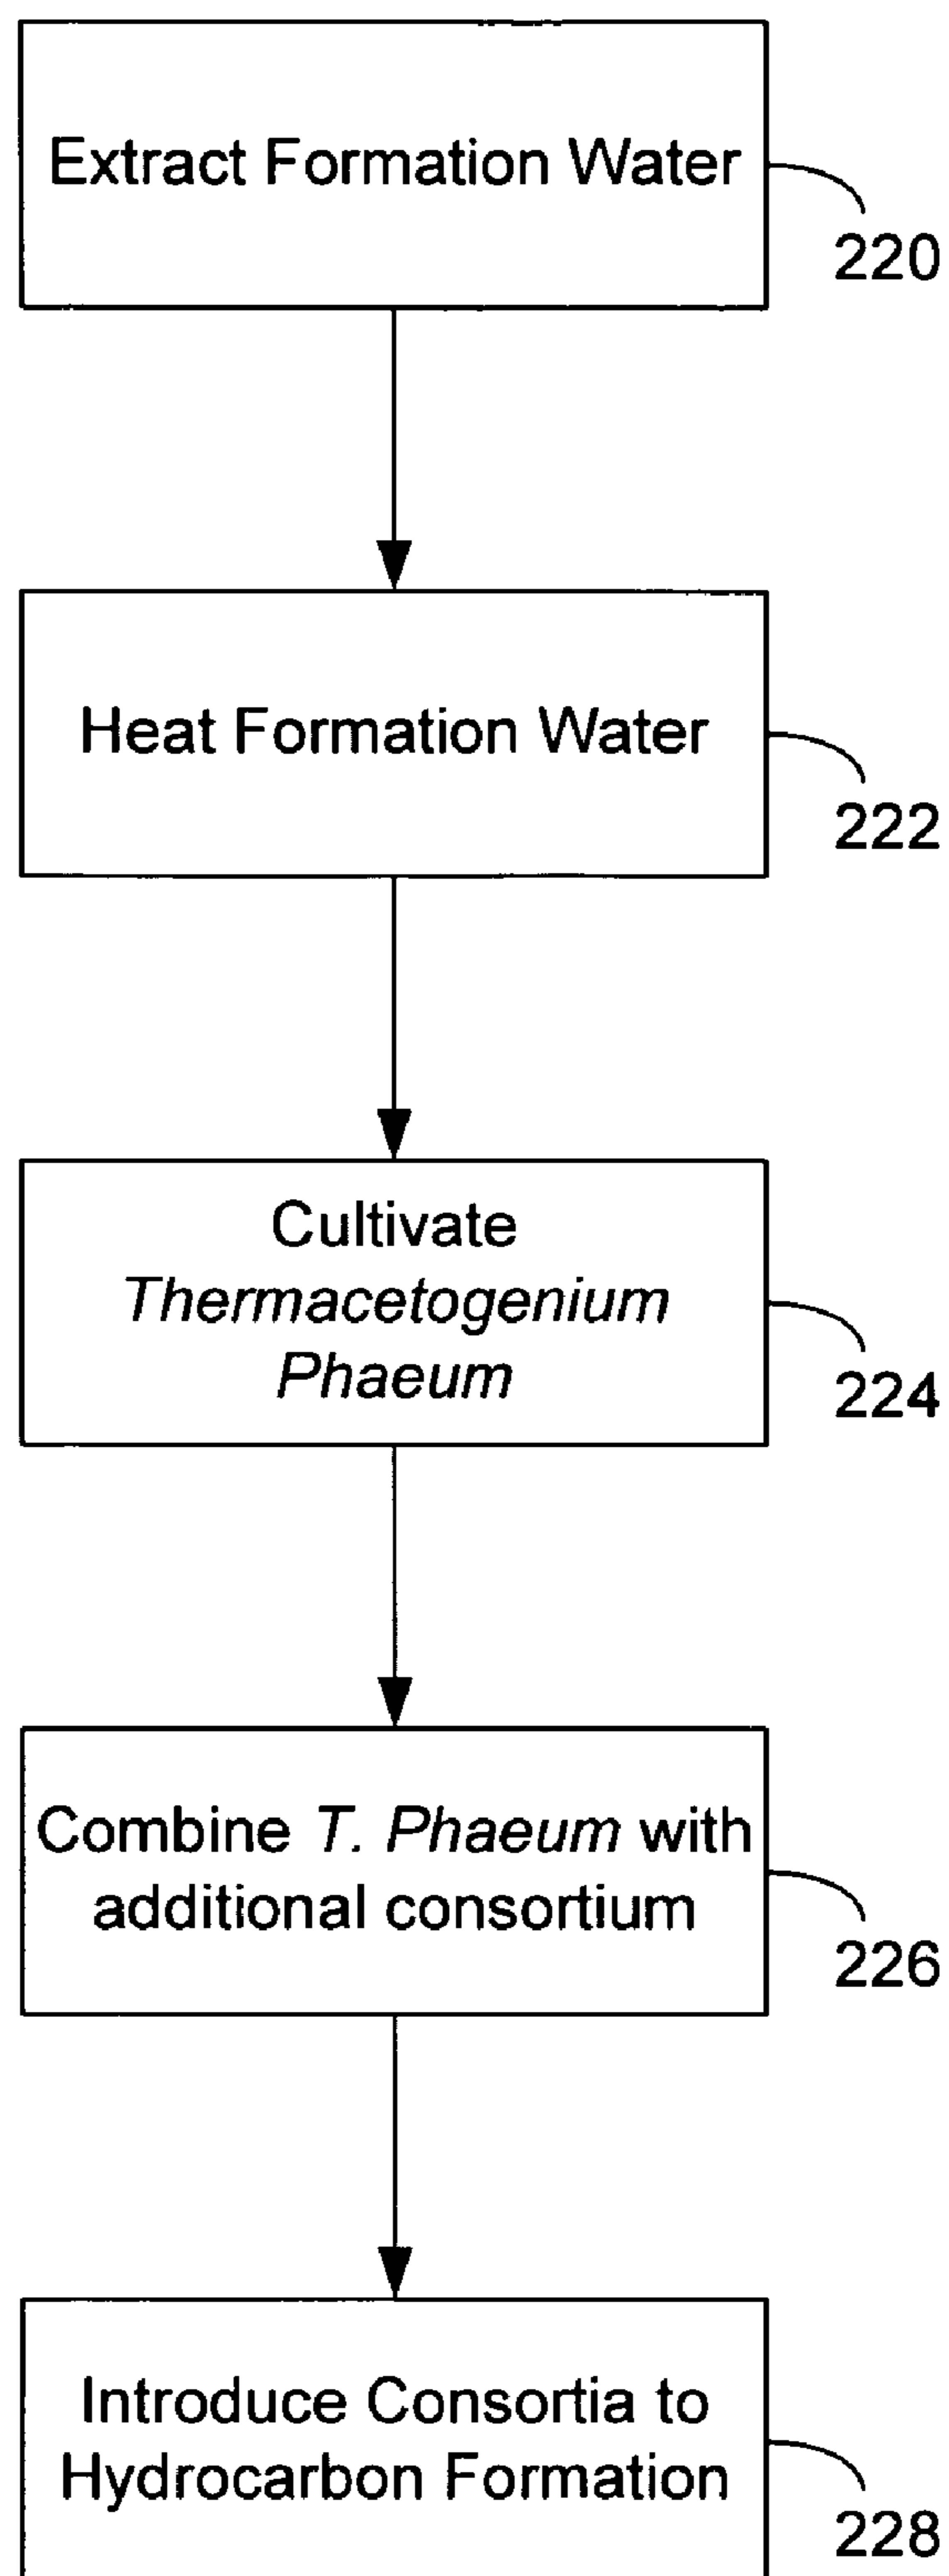 Extract Formation Water
220
Heat Formation Water
222
Cultivate
Thermacetogenium
Phaeum
224
Combine T. Phaeum with
additional consortium
226
Introduce Consortia to
Hydrocarbon Formation
228